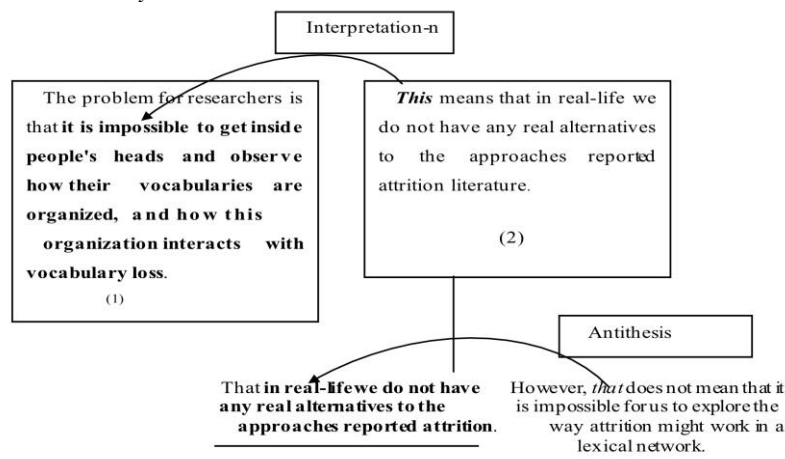 Interpretation-n
The problem for researchers is
that it is impossible to get inside
people's heads and observe
how their vocabularies are
organized, and how this
organization interacts with
vocabulary loss.
(1)
This means that in real-life we
do not have any real alternatives
to the approaches reported
attrition literature.
(2)
Antithesis
That in real-life we do not have
any real alternatives to the
approaches reported attrition.
However, that does not mean that it
is impossible for us to explore the
way attrition might work in a
lexical network.